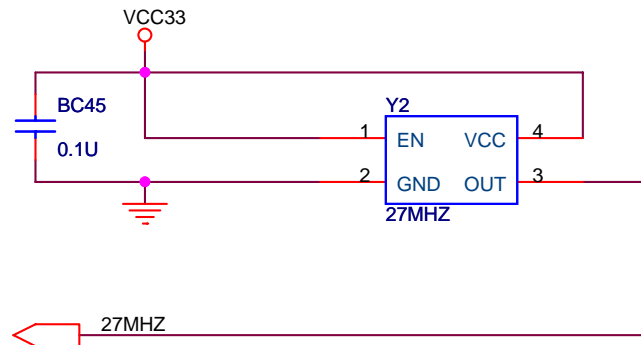 VCC33
BC45
0.1U
Y2
1 EN VCC 4
2 GND OUT 3
27MHZ
27MHZ